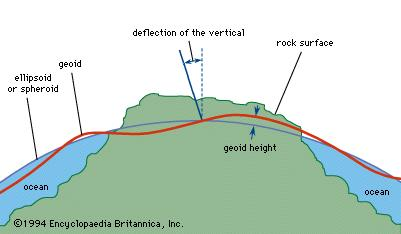 deflection of the vertical
geoid
rock surface
ellipsoid
or spheroid
geoid height
ocean
ocean
©1994 Encyclopaedia Britannica, Inc.